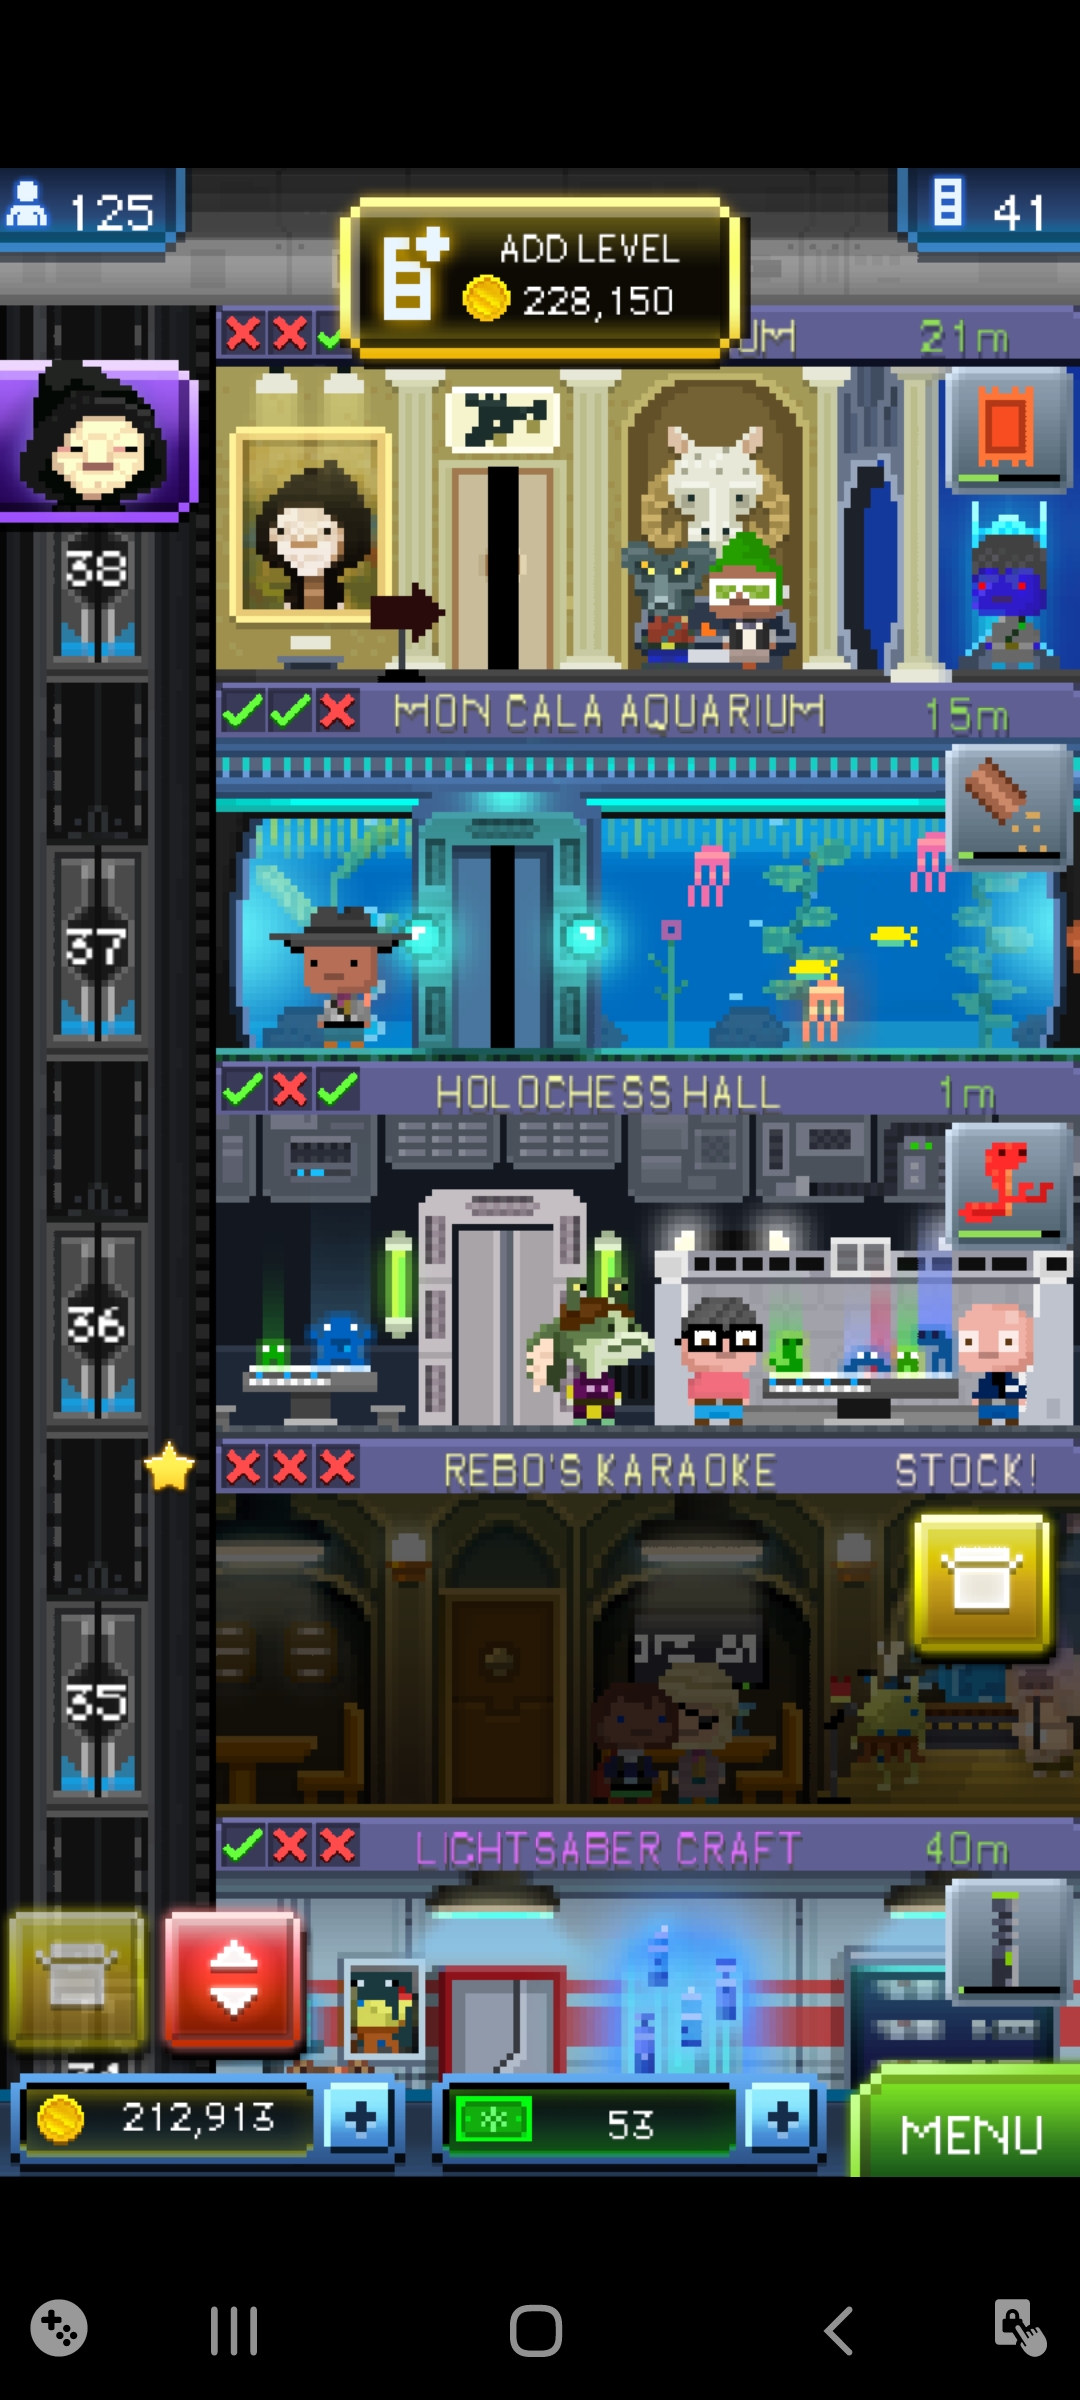 125
ADD LEVEL
228,150
41
UM
21m
38
MON CALA AQUARIUM
15m
37
HOLOCHESS HALL
1m
36
REBO'S KARAOKE
STOCK!
35
LIGHTSABER CRAFT
40m
212,913
53
MENU